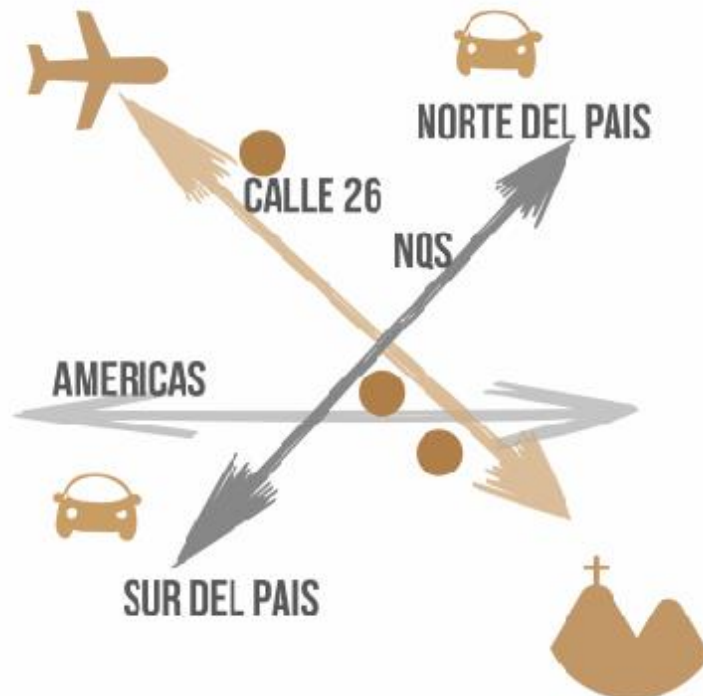 NORTE DEL PAIS
CALLE 26
NQS
AMERICAS
SUR DEL PAIS